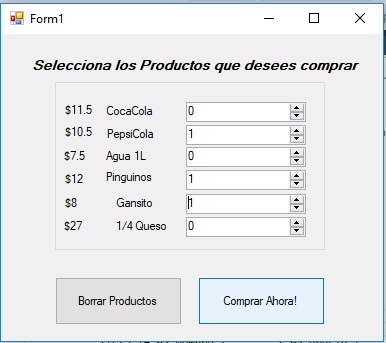 Form1
Selecciona los Productos que desees comprar
$11.5 CocaCola 0
$10.5 PepsiCola 1
$7.5 Agua 1L 0
$12 Pinguinos 1
$8 Gansito 1
$27 1/4 Queso 0
Borrar Productos Comprar Ahora!